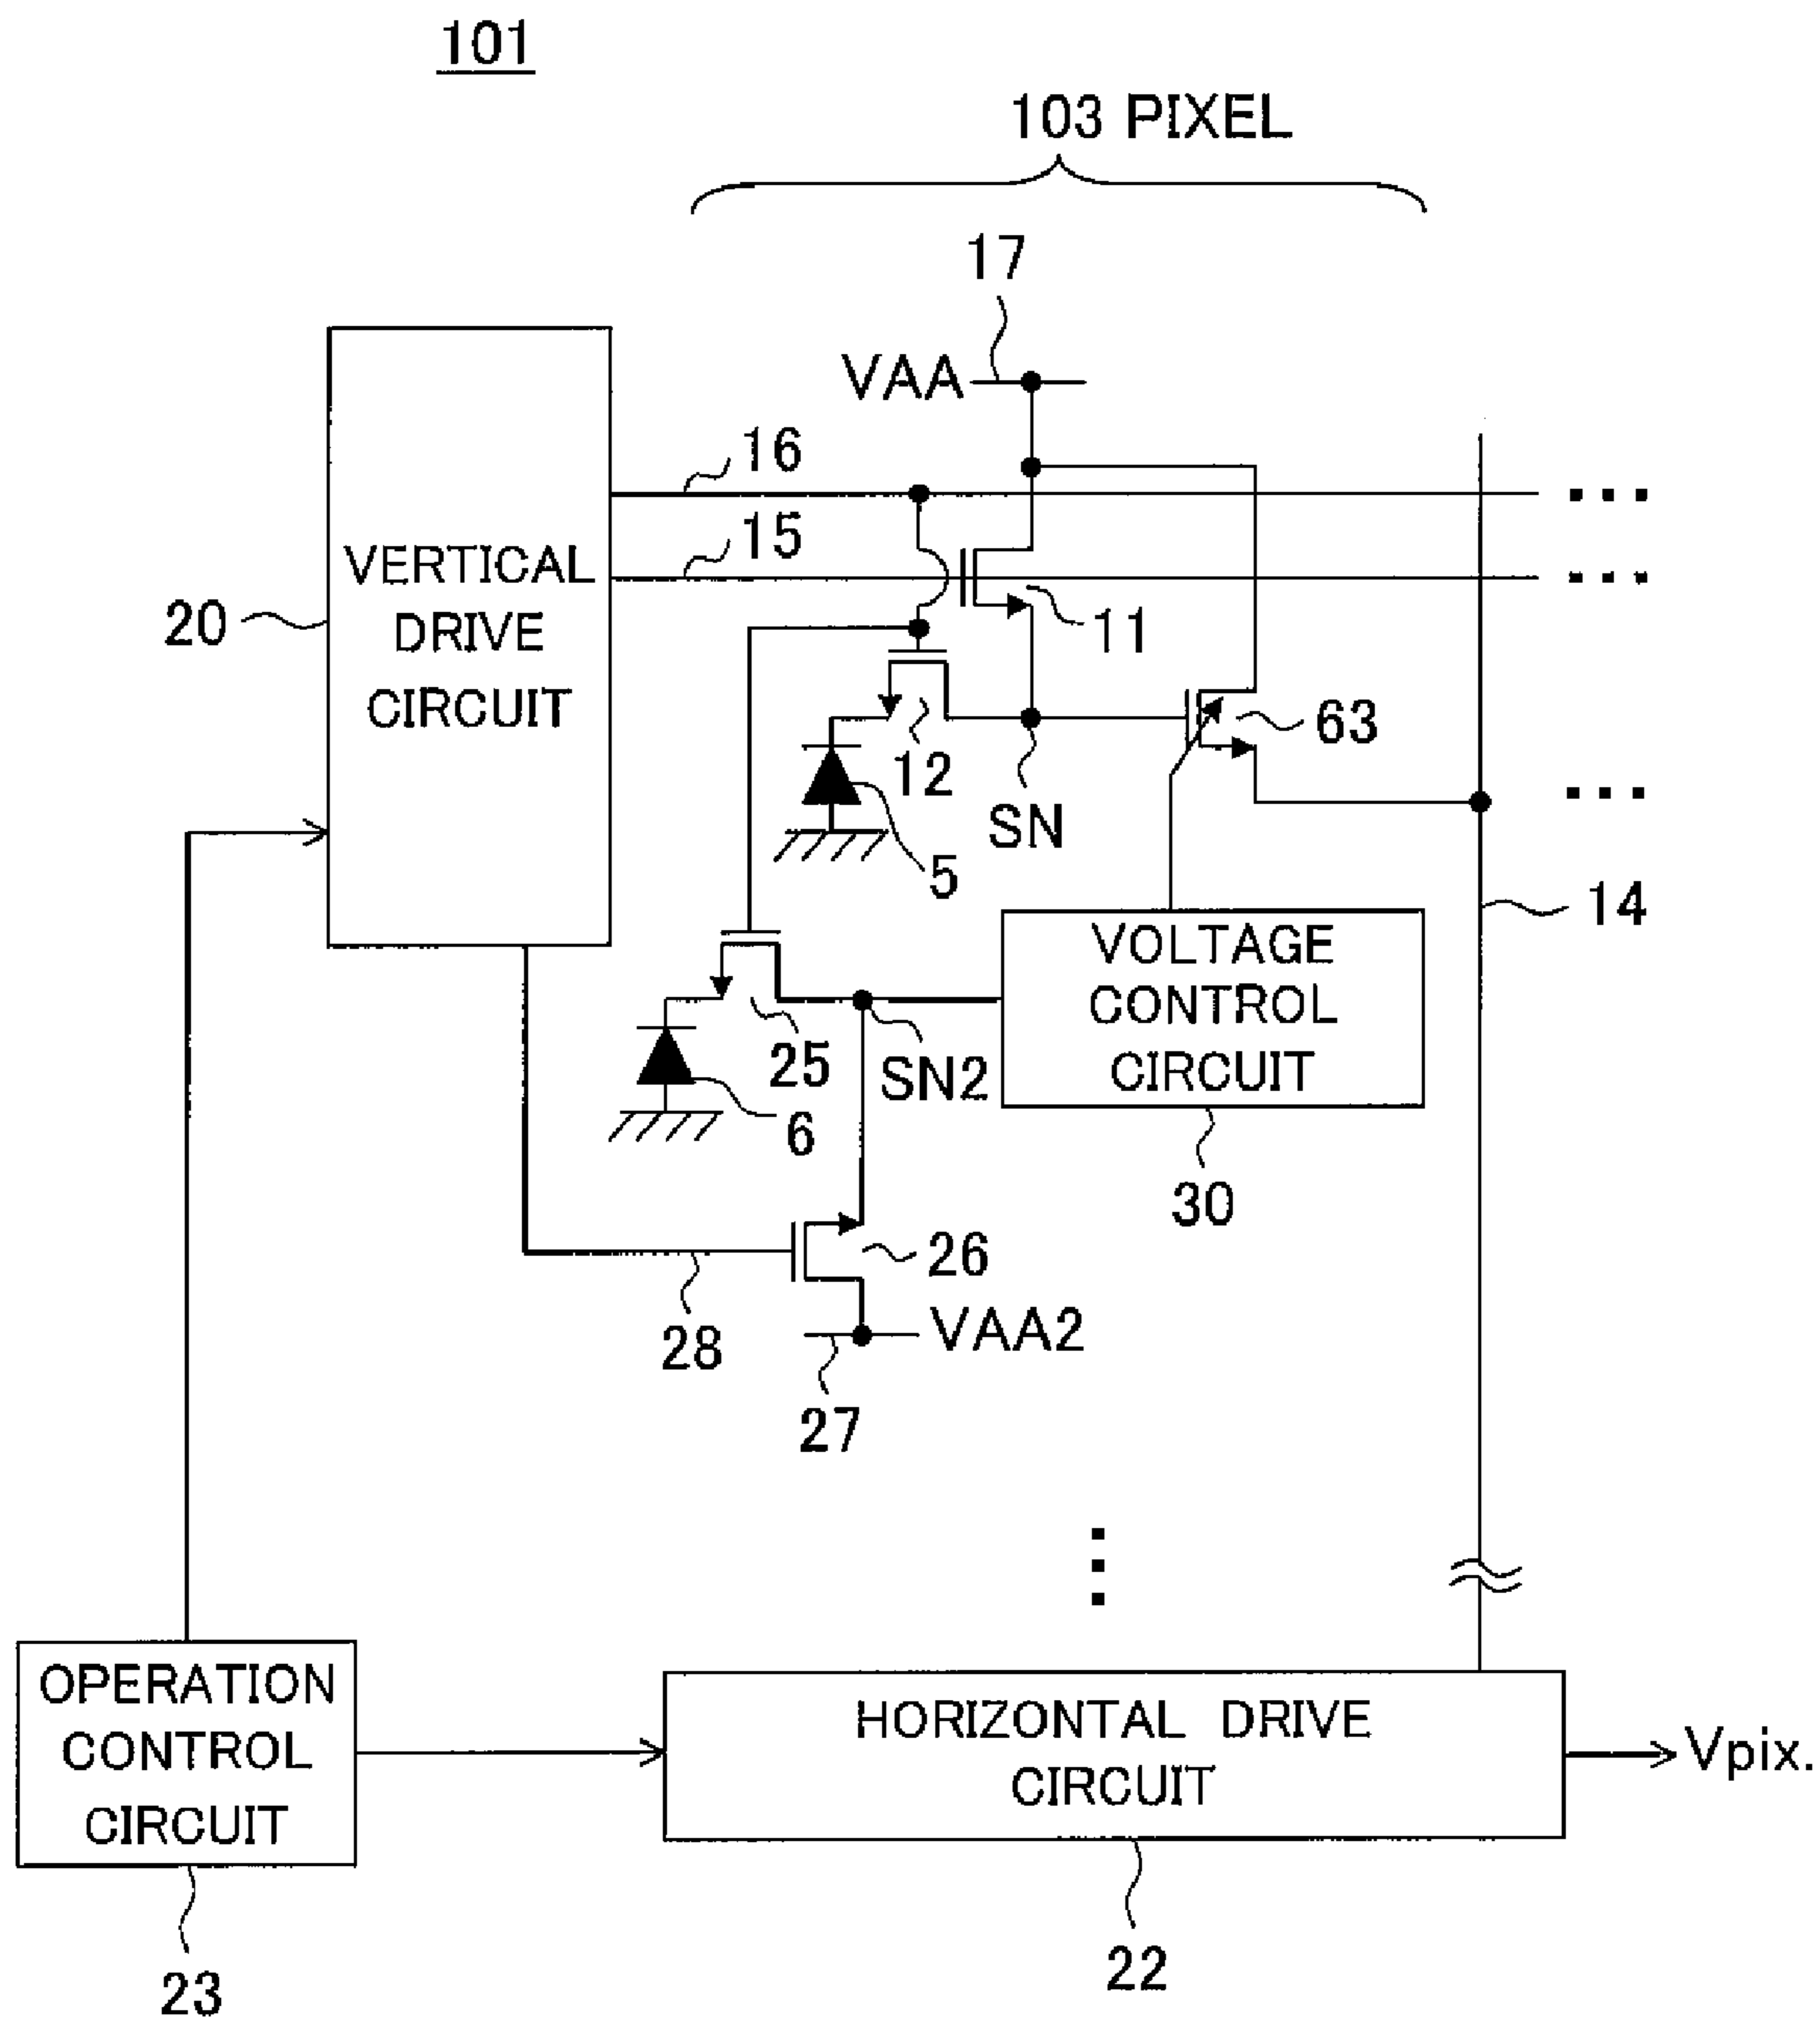 101
103 PIXEL
17
VAA
16
15
VERTICAL
DRIVE
CIRCUIT
20
11
63
12
SN
5
14
VOLTAGE
CONTROL
CIRCUIT
25
SN2
6
30
26
28
VAA2
27
OPERATION
CONTROL
CIRCUIT
HORIZONTAL DRIVE
CIRCUIT
Vpix.
23
22